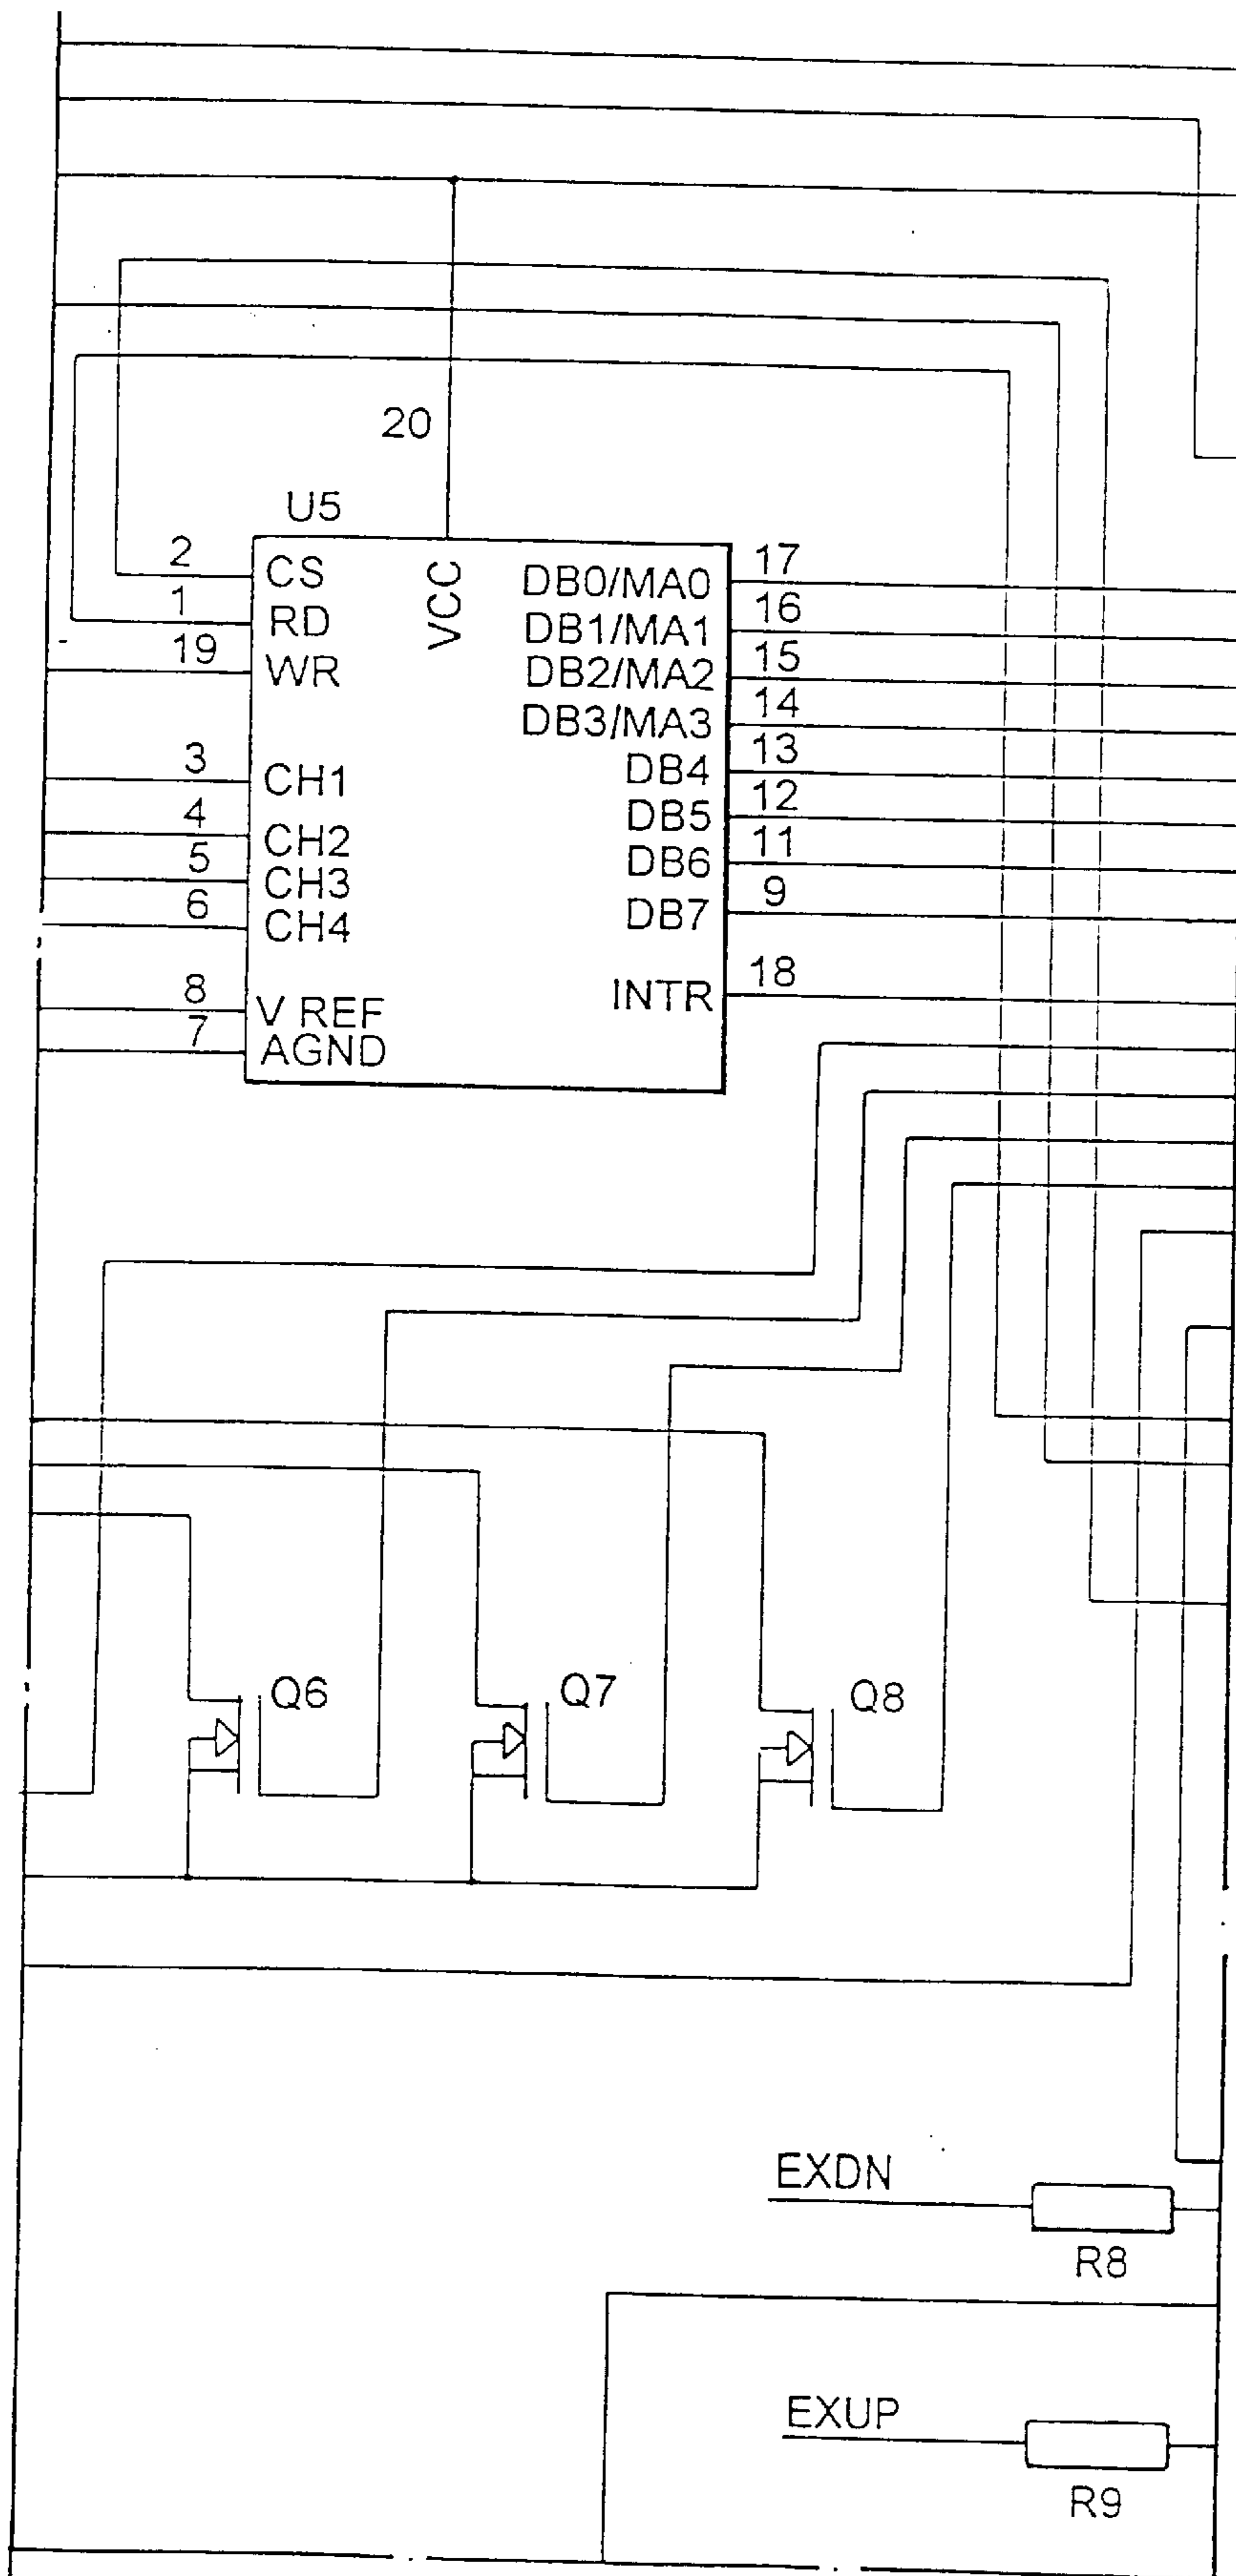 20
U5
2
CS
1
RD
19
WR
3
CH1
4
CH2
5
CH3
6
CH4
8
V REF
7
AGND
VCC
DB0/MA0
17
DB1/MA1
16
DB2/MA2
15
DB3/MA3
14
DB4
13
DB5
12
DB6
11
DB7
9
INTR
18
Q6
Q7
Q8
EXDN
R8
EXUP
R9